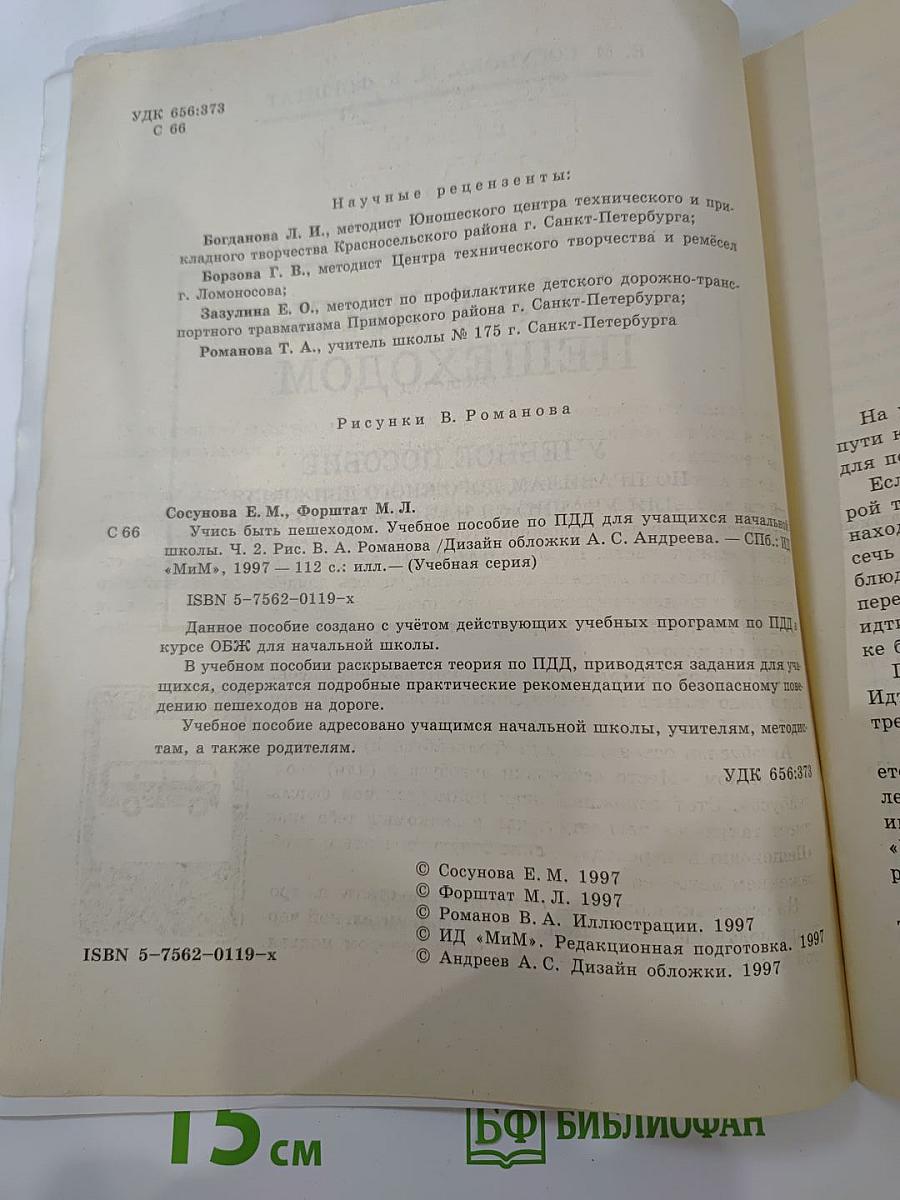 УДК 656:373
С 66
Научные рецензенты:
Богданова Л. И., методист Юношеского центра технического и при-
кладного творчества Красносельского района г. Санкт-Петербурга;
Борзова Г. В., методист Центра технического творчества и ремёсел
г. Ломоносова;
Зазулина Е. О., методист по профилактике детского дорожно-транс-
портного травматизма Приморского района г. Санкт-Петербурга;
Романова Т. А., учитель школы № 175 г. Санкт-Петербурга
Рисунки В. Романова
Сосунова Е. М., Форштат М. Л.
С 66 Учись быть пешеходом. Учебное пособие по ПДД для учащихся начальной
школы. Ч. 2. Рис. В. А. Романова /Дизайн обложки А. С. Андреева. — СПб.: ИД
«МиМ», 1997 — 112 с.: илл.— (Учебная серия)
ISBN 5–7562–0119–х
Данное пособие создано с учётом действующих учебных программ по ПДД
курсе ОБЖ для начальной школы.
В учебном пособии раскрывается теория по ПДД, приводятся задания для уча-
щихся, содержатся подробные практические рекомендации по безопасному пове-
дению пешеходов на дороге.
Учебное пособие адресовано учащимся начальной школы, учителям, методис-
там, а также родителям.
УДК 656:373
© Сосунова Е. М. 1997
© Форштат М. Л. 1997
© Романов В. А. Иллюстрации. 1997
© ИД «МиМ». Редакционная подготовка. 1997
© Андреев А. С. Дизайн обложки. 1997
ISBN 5–7562–0119–х
На
пути
для
рой
сечь
идти
ке
15 см
БФ БИБЛИОФАН